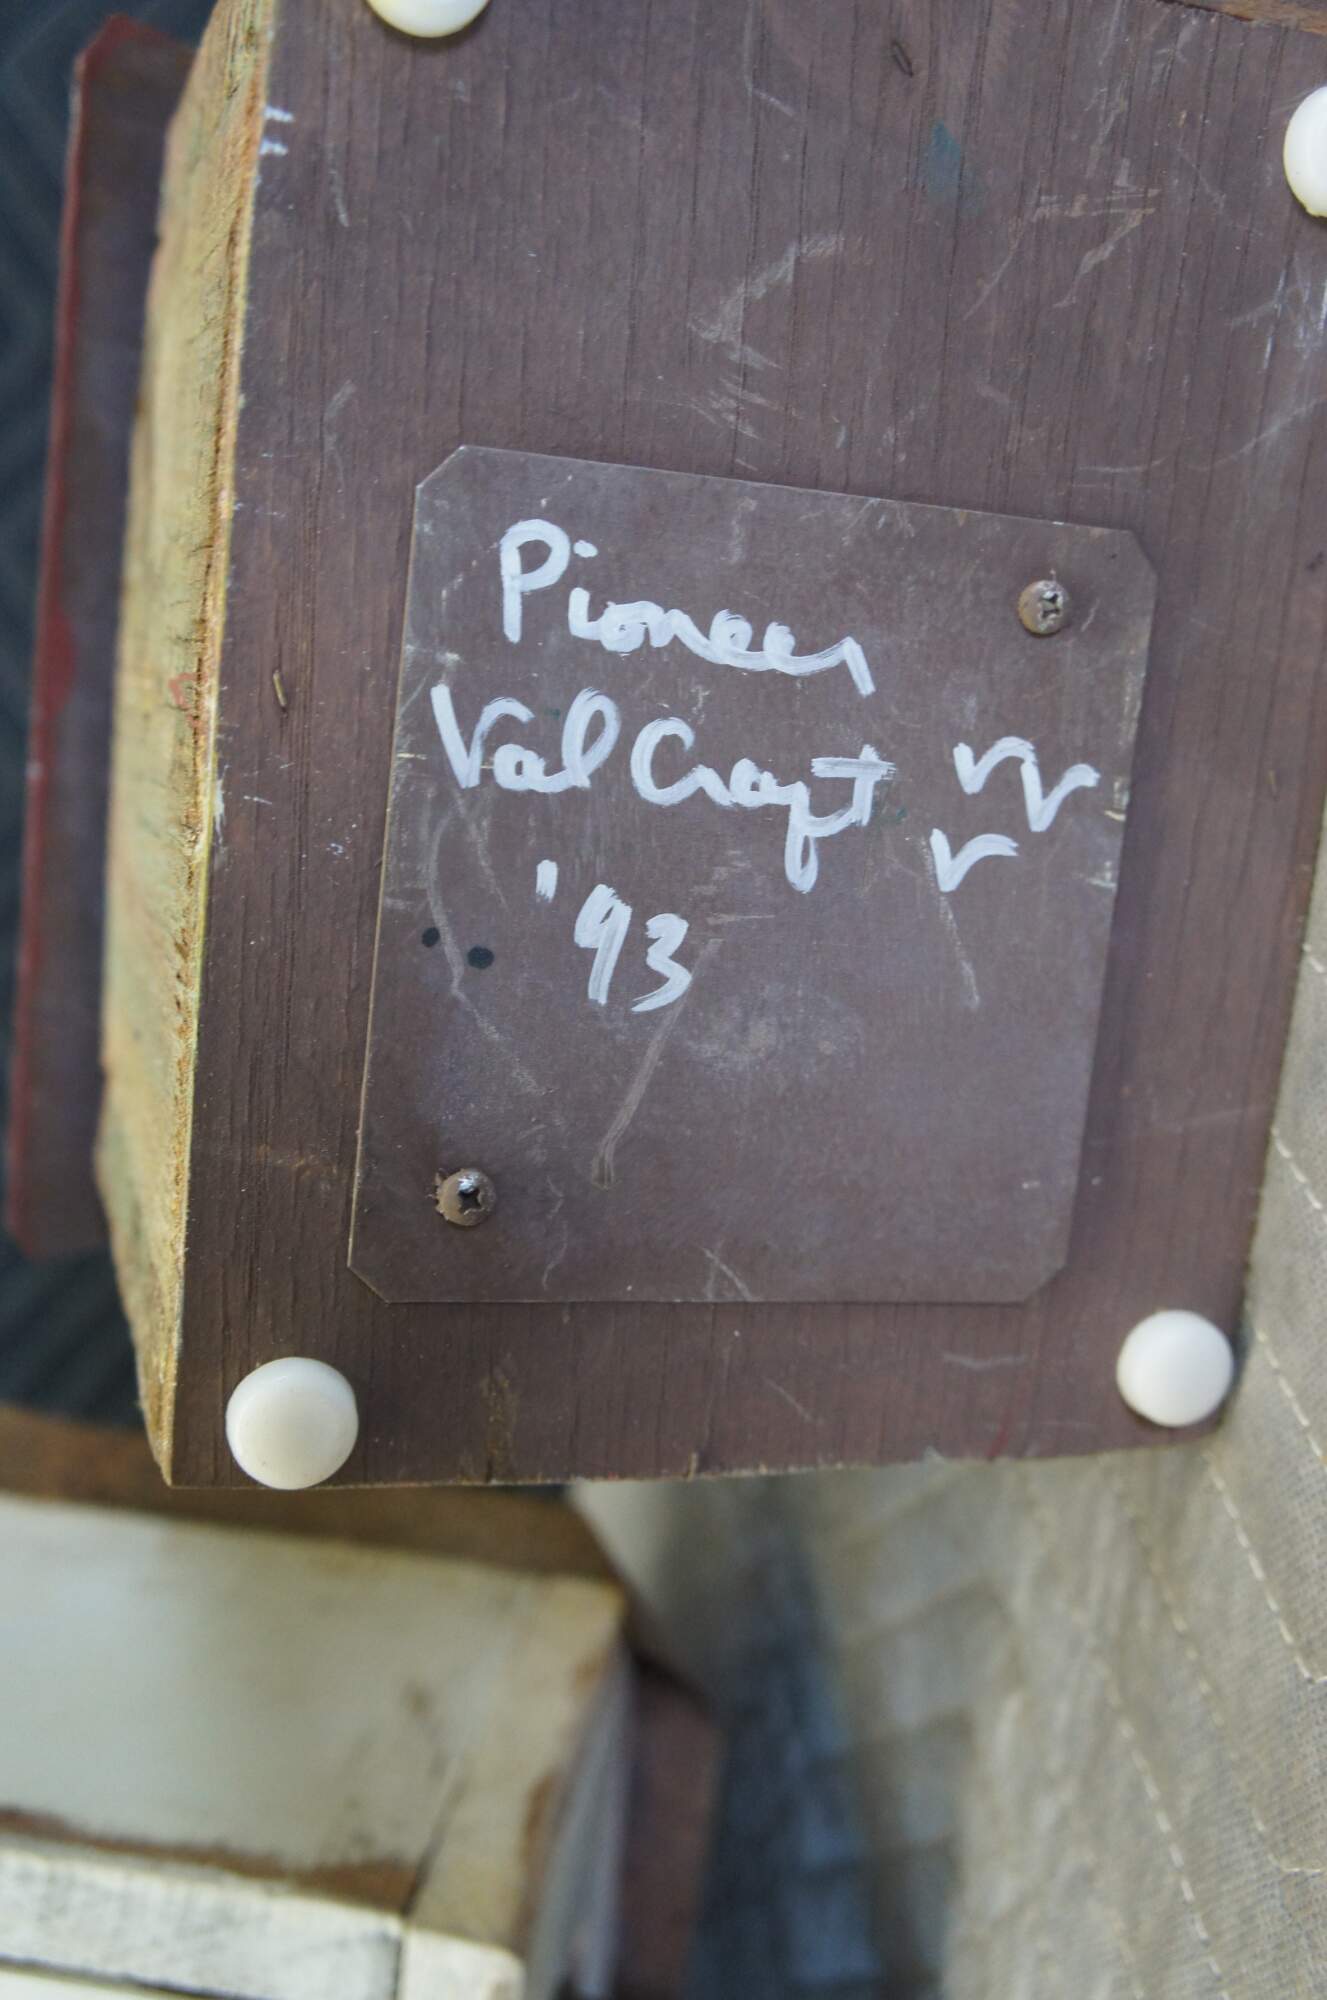 Pioneer
Val Craft
'93